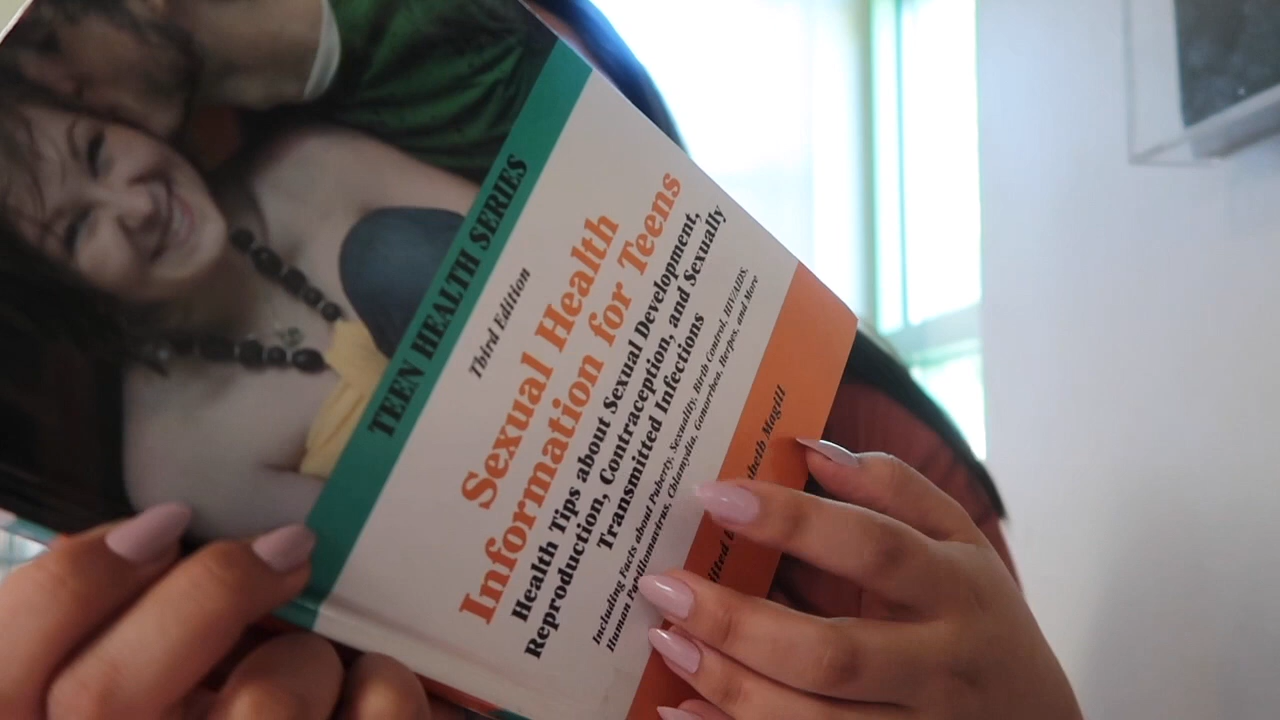 TEEN HEALTH SERIES
Third Edition
Sexual Health
Information for Teens
Health Tips about Sexual Development,
Reproduction, Contraception, and Sexually
Transmitted Infections
Including Facts about Puberty, Sexuality, Birth Control, HIV/AIDS,
Human Papillomavirus, Chlamydia, Gonorrhea, Herpes, and More
Magill